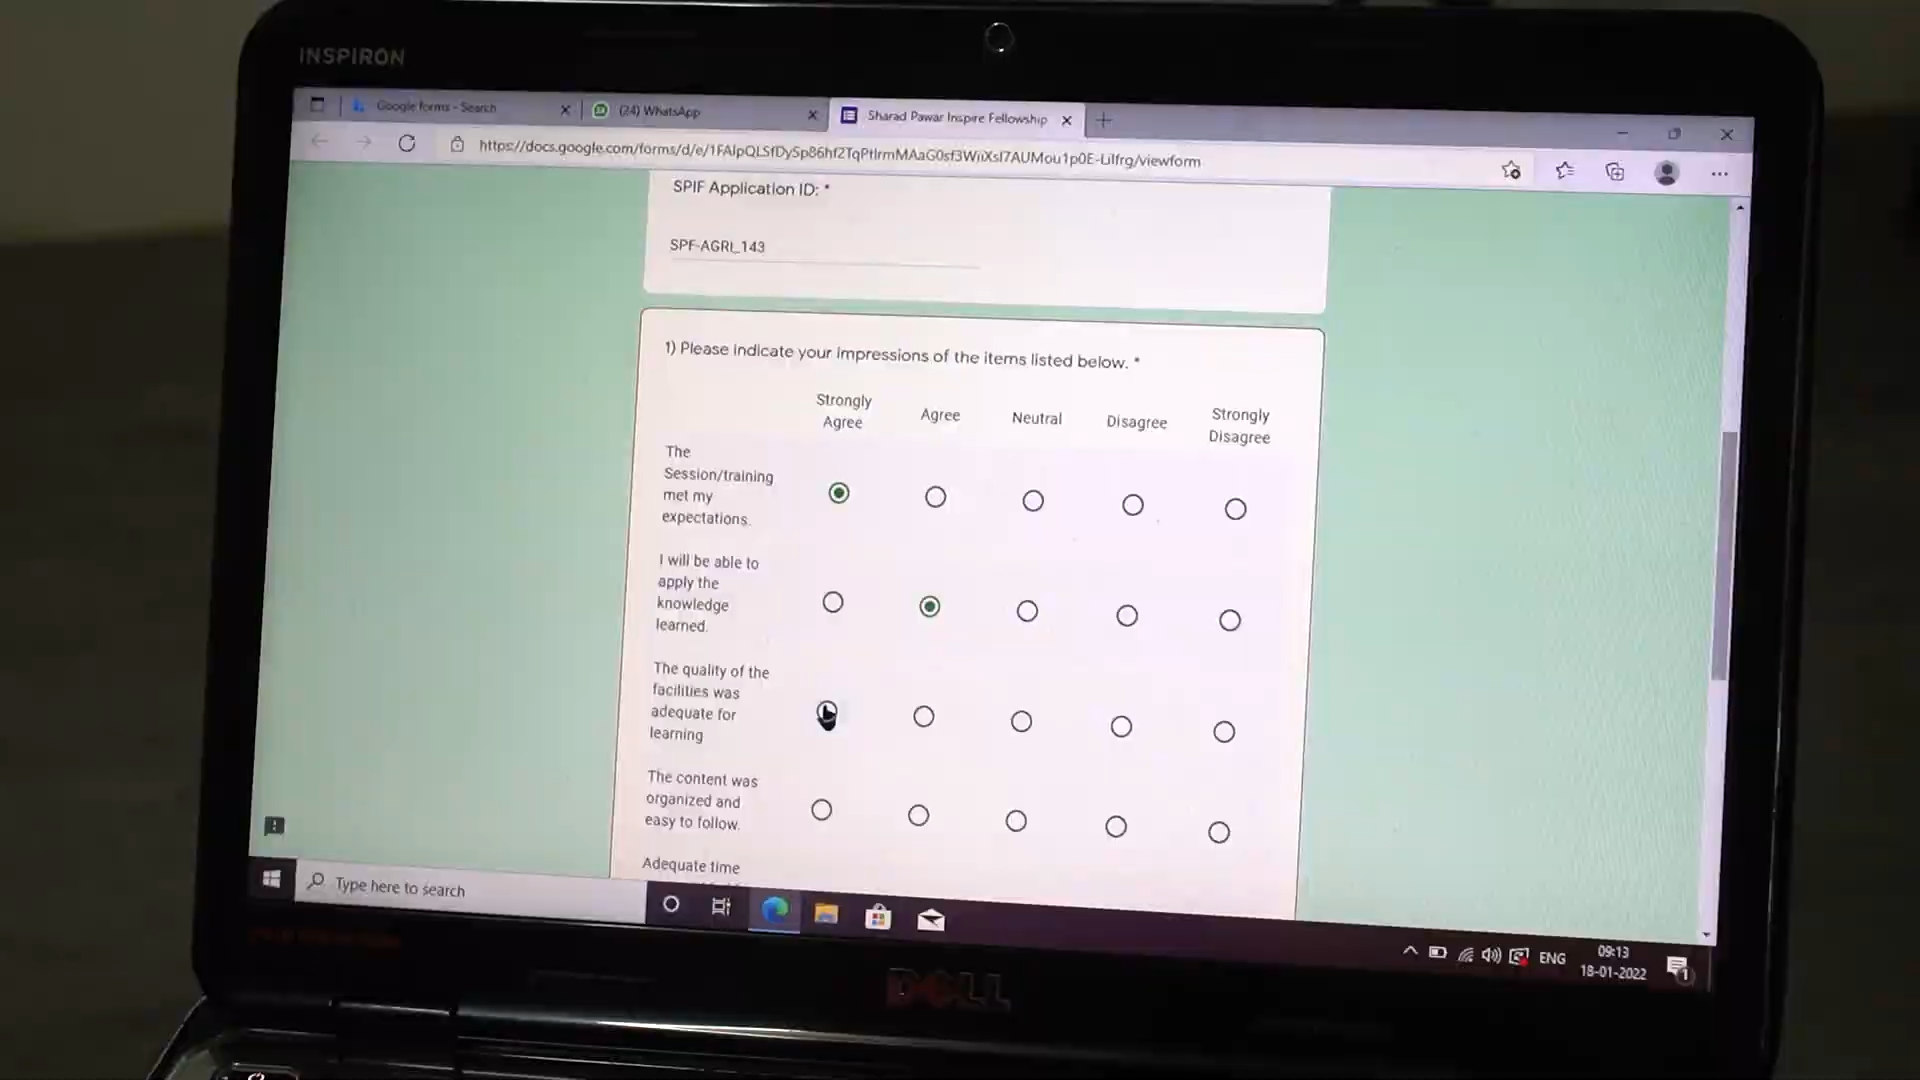 INSPIRON
Google forms - Search
(24) WhatsApp
Sharad Pawar Inspire Fellowship
https://docs.google.com/forms/d/e/1FAIpQLSfDySp86hf2TqPtIrmMAaG0sf3WiiXsI7AUMou1p0E-Lilfrg/viewform
SPIF Application ID: *
SPF-AGRI_143
1) Please indicate your impressions of the items listed below. *
Strongly Agree
Agree
Neutral
Disagree
Strongly Disagree
The
Session/training
met my
expectations.
I will be able to
apply the
knowledge
learned.
The quality of the
facilities was
adequate for
learning
The content was
organized and
easy to follow.
Adequate time
Type here to search
ENG
09:13
18-01-2022
1
DELL